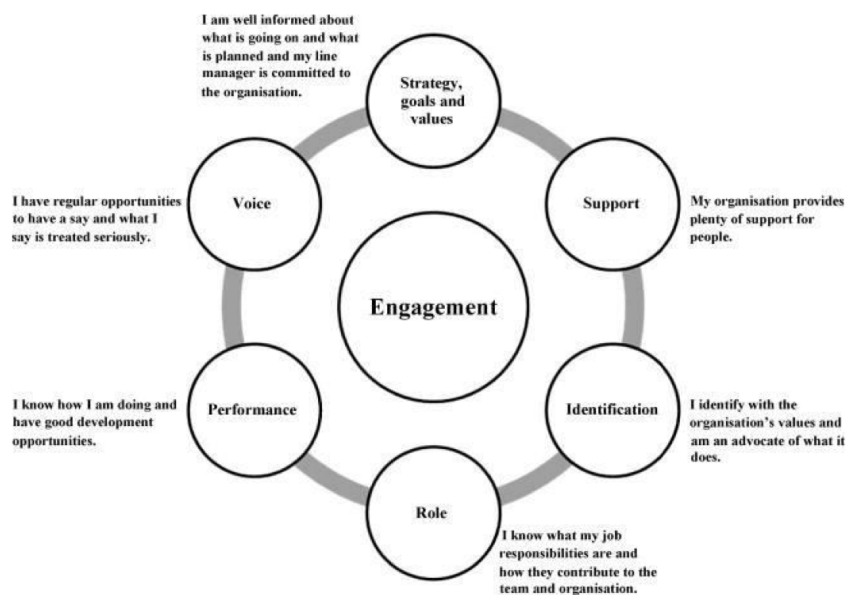 I am well informed about
what is going on and what
is planned and my line
manager is committed to
the organisation.
Strategy,
goals and
values
Voice
I have regular opportunities
to have a say and what I
say is treated seriously.
Support
My organisation provides
plenty of support for
people.
Engagement
Performance
I know how I am doing and
have good development
opportunities.
Identification
I identify with the
organisation's values and
am an advocate of what it
does.
Role
I know what my job
responsibilities are and
how they contribute to the
team and organisation.